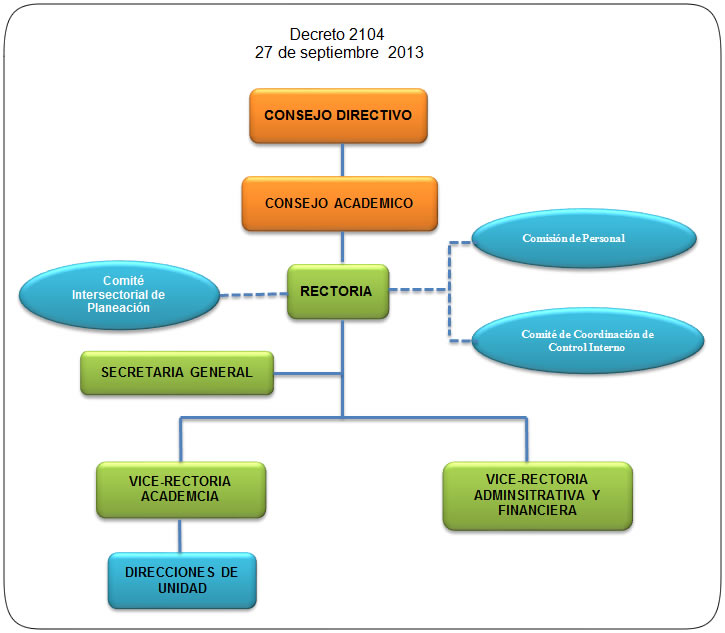 Decreto 2104
27 de septiembre 2013
CONSEJO DIRECTIVO
CONSEJO ACADEMICO
Comisión de Personal
Comité
Intersectorial de
Planeación
RECTORIA
Comité de Coordinación de
Control Interno
SECRETARIA GENERAL
VICE-RECTORIA
ACADEMCIA
VICE-RECTORIA
ADMINSITRATIVA Y
FINANCIERA
DIRECCIONES DE
UNIDAD